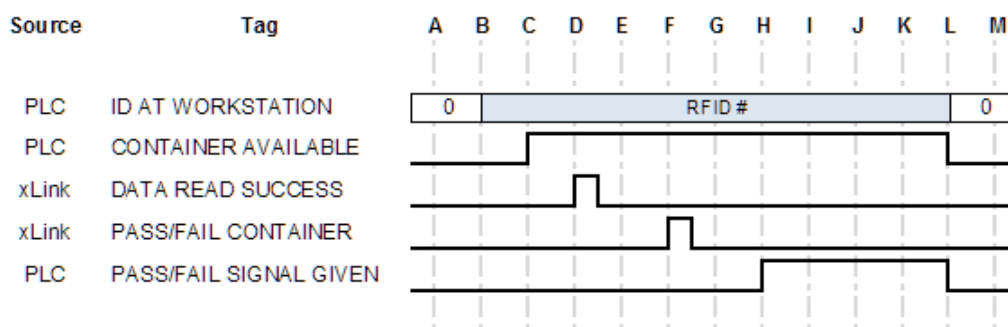 Source Tag A B C D E F G H I J K L M
PLC ID AT WORKSTATION 0 RFID # 0
PLC CONTAINER AVAILABLE
xLink DATA READ SUCCESS
xLink PASS/FAIL CONTAINER
PLC PASS/FAIL SIGNAL GIVEN